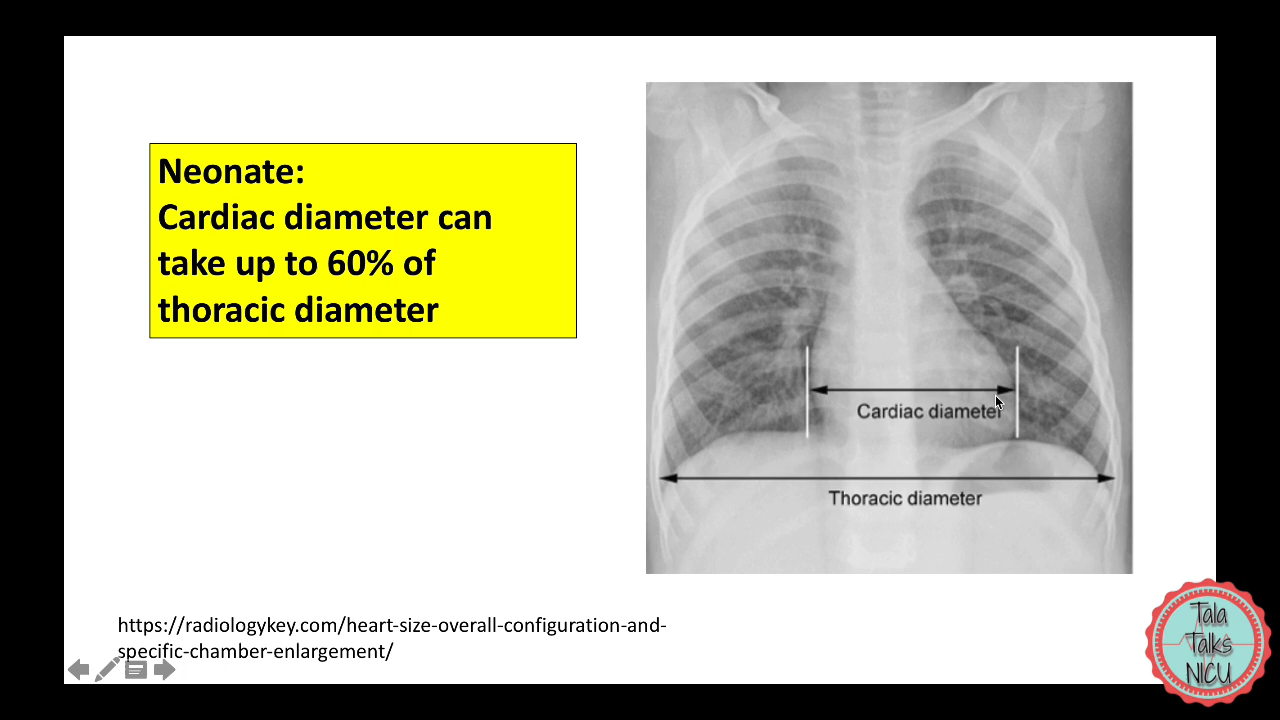 Neonate:
Cardiac diameter can
take up to 60% of
thoracic diameter
Cardiac diameter
Thoracic diameter
https://radiologykey.com/heart-size-overall-configuration-and-
specific-chamber-enlargement/
Tala
Talks
NICU